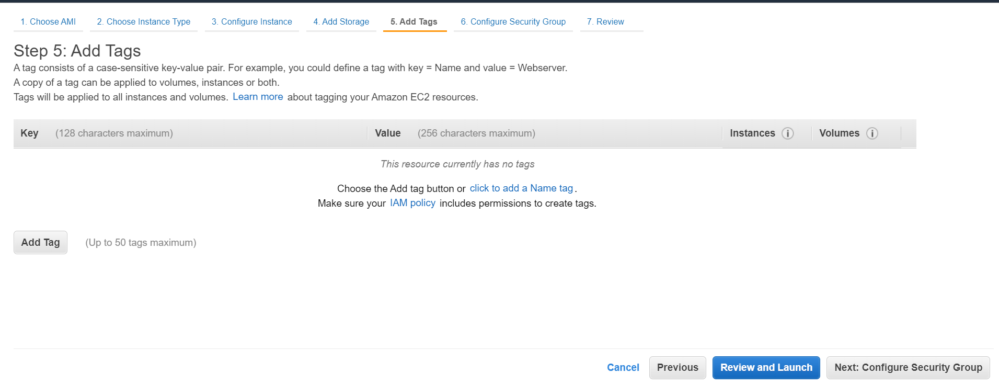 1. Choose AMI 2. Choose Instance Type 3. Configure Instance 4. Add Storage 5. Add Tags 6. Configure Security Group 7. Review
Step 5: Add Tags
A tag consists of a case-sensitive key-value pair. For example, you could define a tag with key = Name and value = Webserver.
A copy of a tag can be applied to volumes, instances or both.
Tags will be applied to all instances and volumes. Learn more about tagging your Amazon EC2 resources.
Key (128 characters maximum) Value (256 characters maximum) Instances i Volumes i
This resource currently has no tags
Choose the Add tag button or click to add a Name tag.
Make sure your IAM policy includes permissions to create tags.
Add Tag (Up to 50 tags maximum)
Cancel Previous Review and Launch Next: Configure Security Group